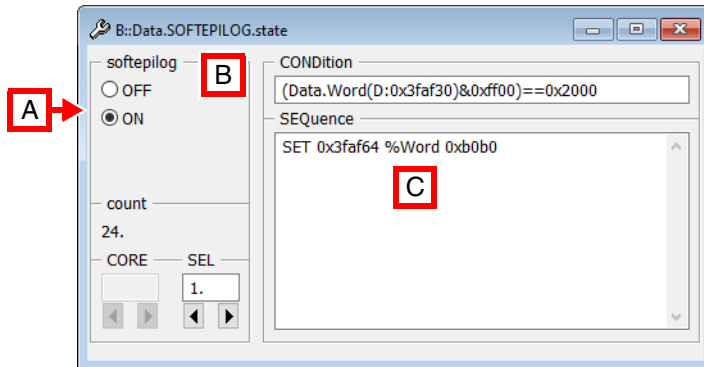 B::Data.SOFTEPILOG.state
softepilog
B
OFF
A
ON
count
24.
CORE
SEL
1.
CONDition
(Data.Word(D:0x3faf30)&0xff00)==0x2000
SEQuence
SET 0x3faf64 %Word 0xb0b0
C